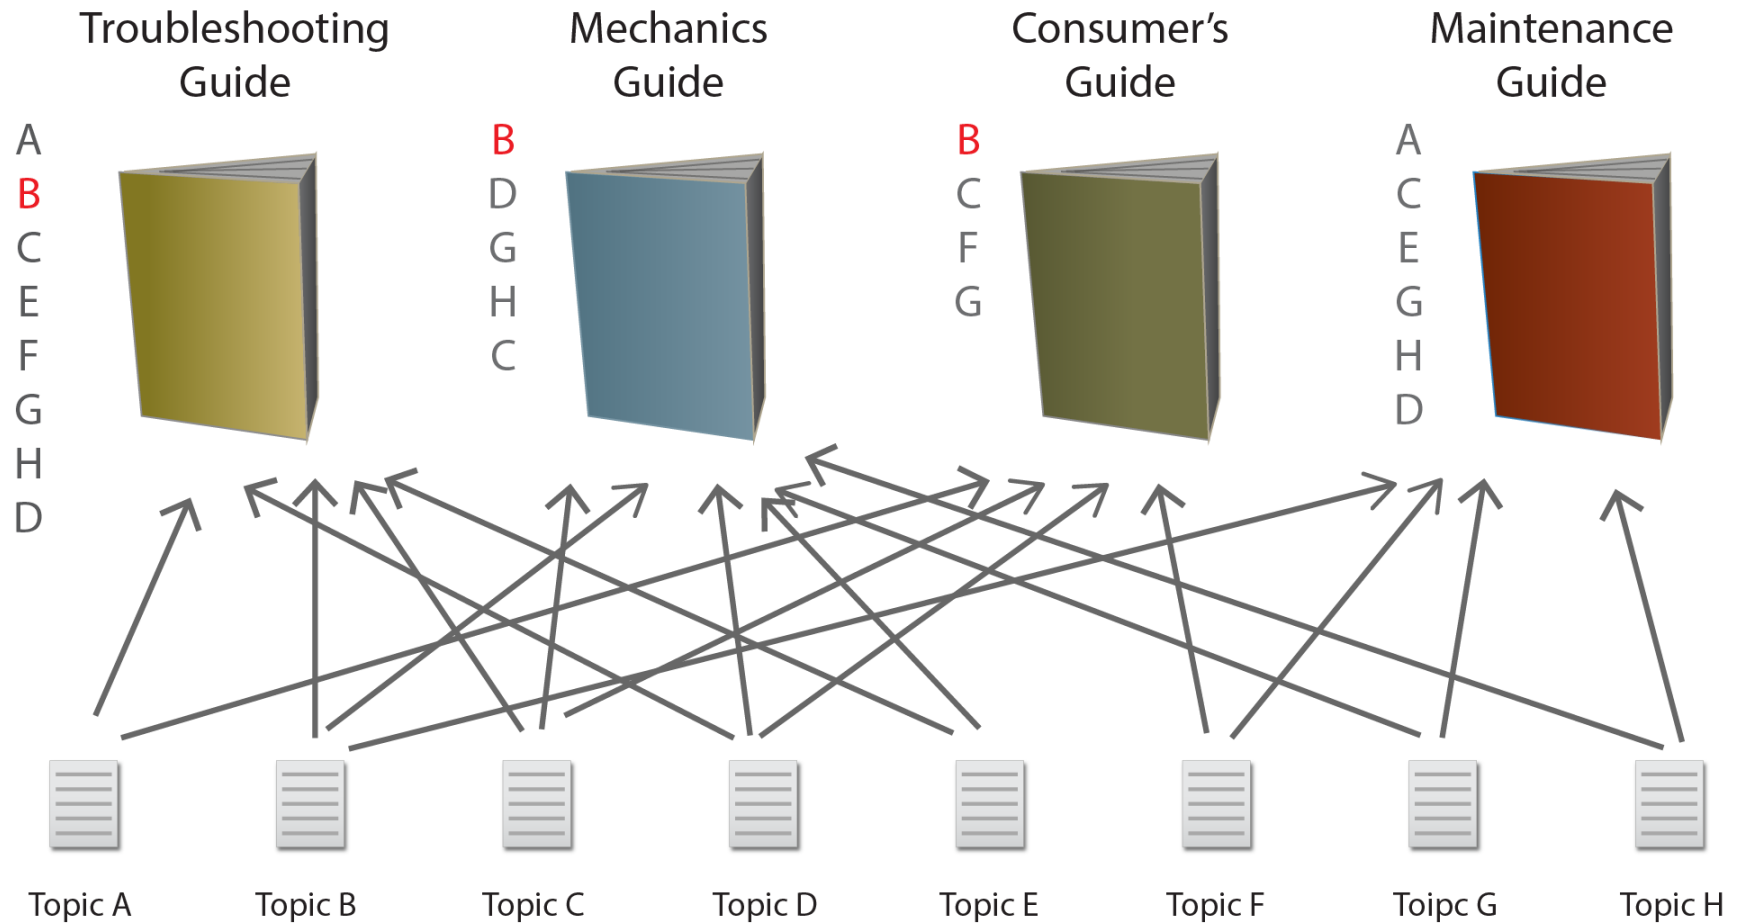 Troubleshooting
Guide
Mechanics
Guide
Consumer’s
Guide
Maintenance
Guide
A
B
C
E
F
G
H
D
B
D
G
H
C
B
C
F
G
A
C
E
G
H
D
Topic A
Topic B
Topic C
Topic D
Topic E
Topic F
Toipc G
Topic H